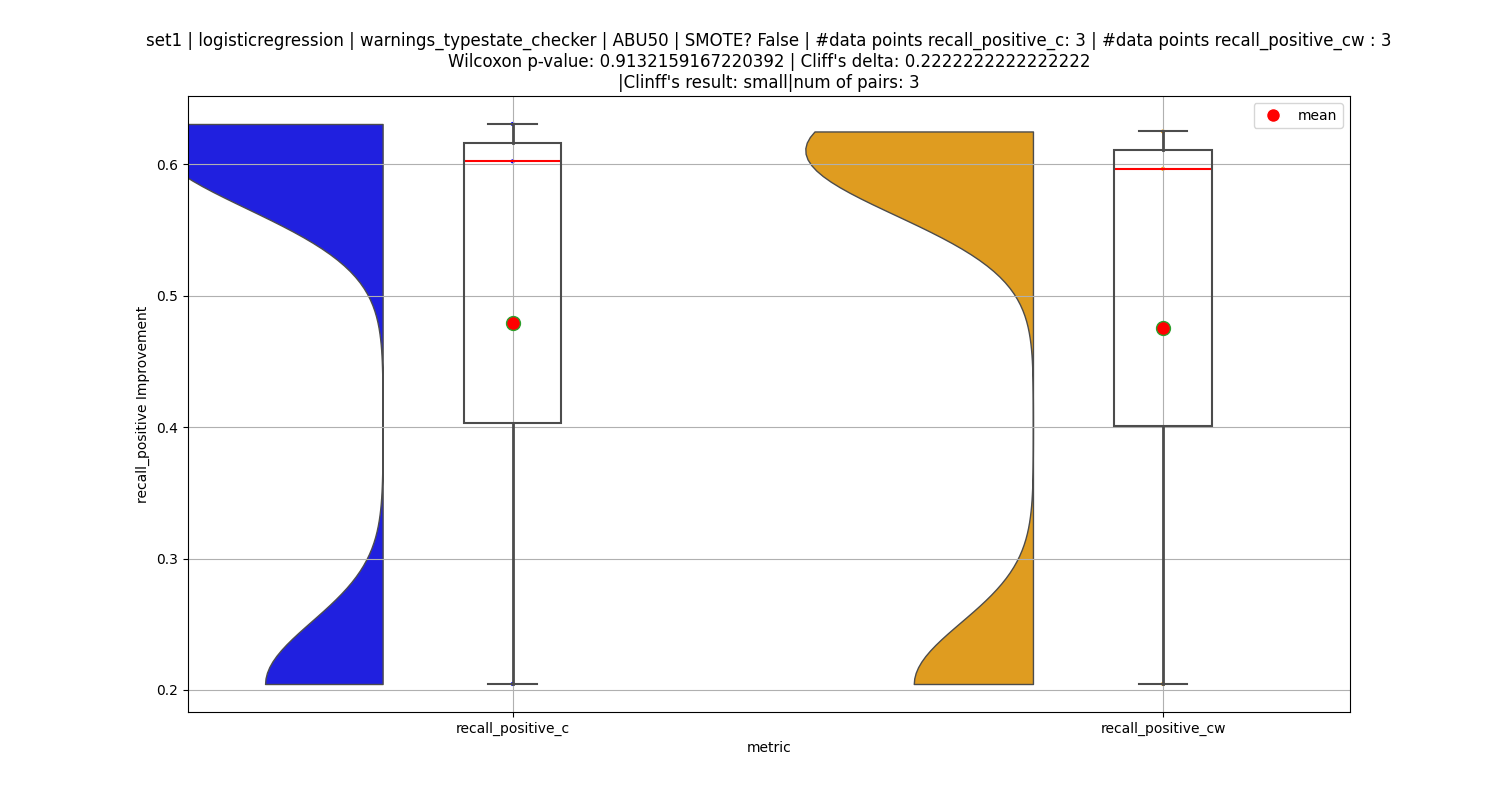 set1 | logisticregression | warnings_typestate_checker | ABU50 | SMOTE? False | #data points recall_positive_c: 3 | #data points recall_positive_cw : 3
Wilcoxon p-value: 0.9132159167220392 | Cliff's delta: 0.2222222222222222
|Clinff's result: small|num of pairs: 3
mean
recall_positive Improvement
0.6
0.5
0.4
0.3
0.2
recall_positive_c
recall_positive_cw
metric